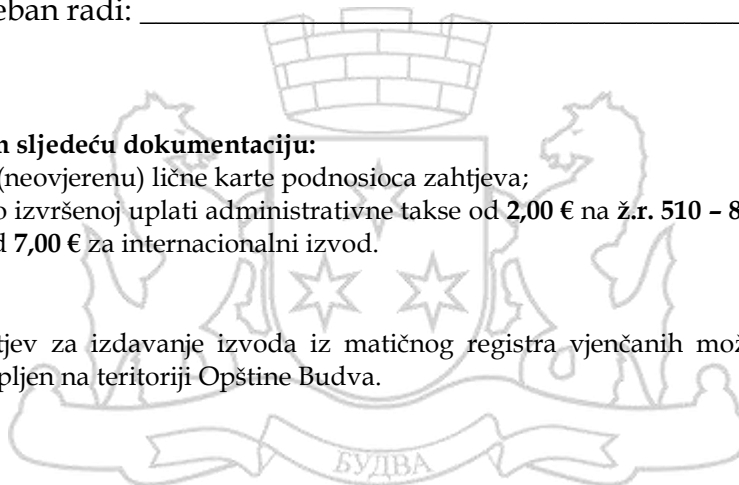 eban radi: ________________________________________
m sljedeću dokumentaciju:
(neovjerenu) lične karte podnosioca zahtjeva;
o izvršenoj uplati administrativne takse od 2,00 € na ž.r. 510 – 8
d 7,00 € za internacionalni izvod.
tjev za izdavanje izvoda iz matičnog registra vjenčanih mož
pljen na teritoriji Opštine Budva.
БУДВА